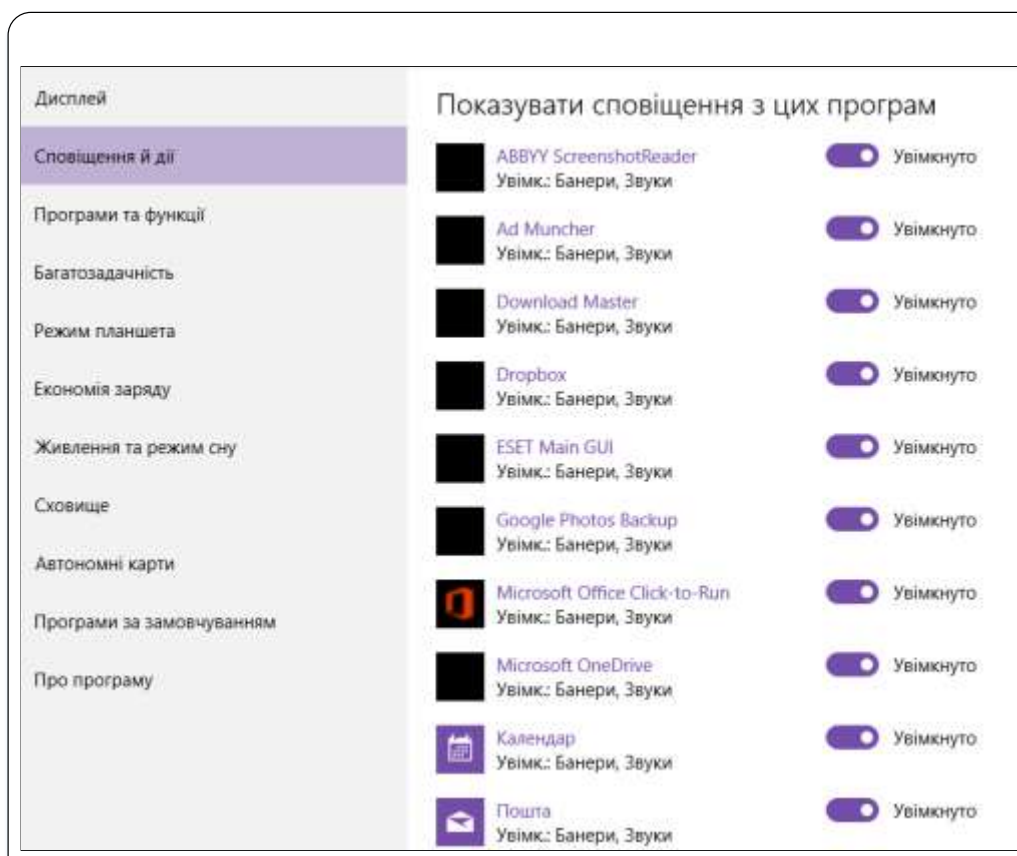 Дисплей
Сповіщення й дії
Програми та функції
Багатозадачність
Режим планшета
Економія заряду
Живлення та режим сну
Сховище
Автономні карти
Програми за замовчуванням
Про програму
Показувати сповіщення з цих програм
ABBYY ScreenshotReader
Увімк.: Банери, Звуки
Увімкнуто
Ad Muncher
Увімк.: Банери, Звуки
Увімкнуто
Download Master
Увімк.: Банери, Звуки
Увімкнуто
Dropbox
Увімк.: Банери, Звуки
Увімкнуто
ESET Main GUI
Увімк.: Банери, Звуки
Увімкнуто
Google Photos Backup
Увімк.: Банери, Звуки
Увімкнуто
Microsoft Office Click-to-Run
Увімк.: Банери, Звуки
Увімкнуто
Microsoft OneDrive
Увімк.: Банери, Звуки
Увімкнуто
Календар
Увімк.: Банери, Звуки
Увімкнуто
Пошта
Увімк.: Банери, Звуки
Увімкнуто